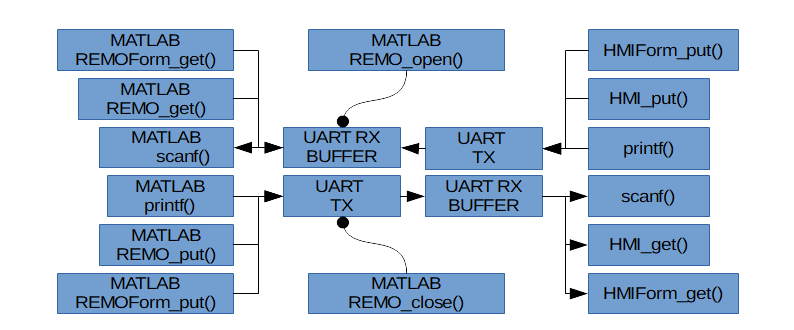 MATLAB
REMOForm_get()
MATLAB
REMO_open()
HMIForm_put()
MATLAB
REMO_get()
HMI_put()
MATLAB
scanf()
UART RX
BUFFER
UART
TX
printf()
MATLAB
printf()
UART
TX
UART RX
BUFFER
scanf()
MATLAB
REMO_put()
HMI_get()
MATLAB
REMOForm_put()
MATLAB
REMO_close()
HMIForm_get()